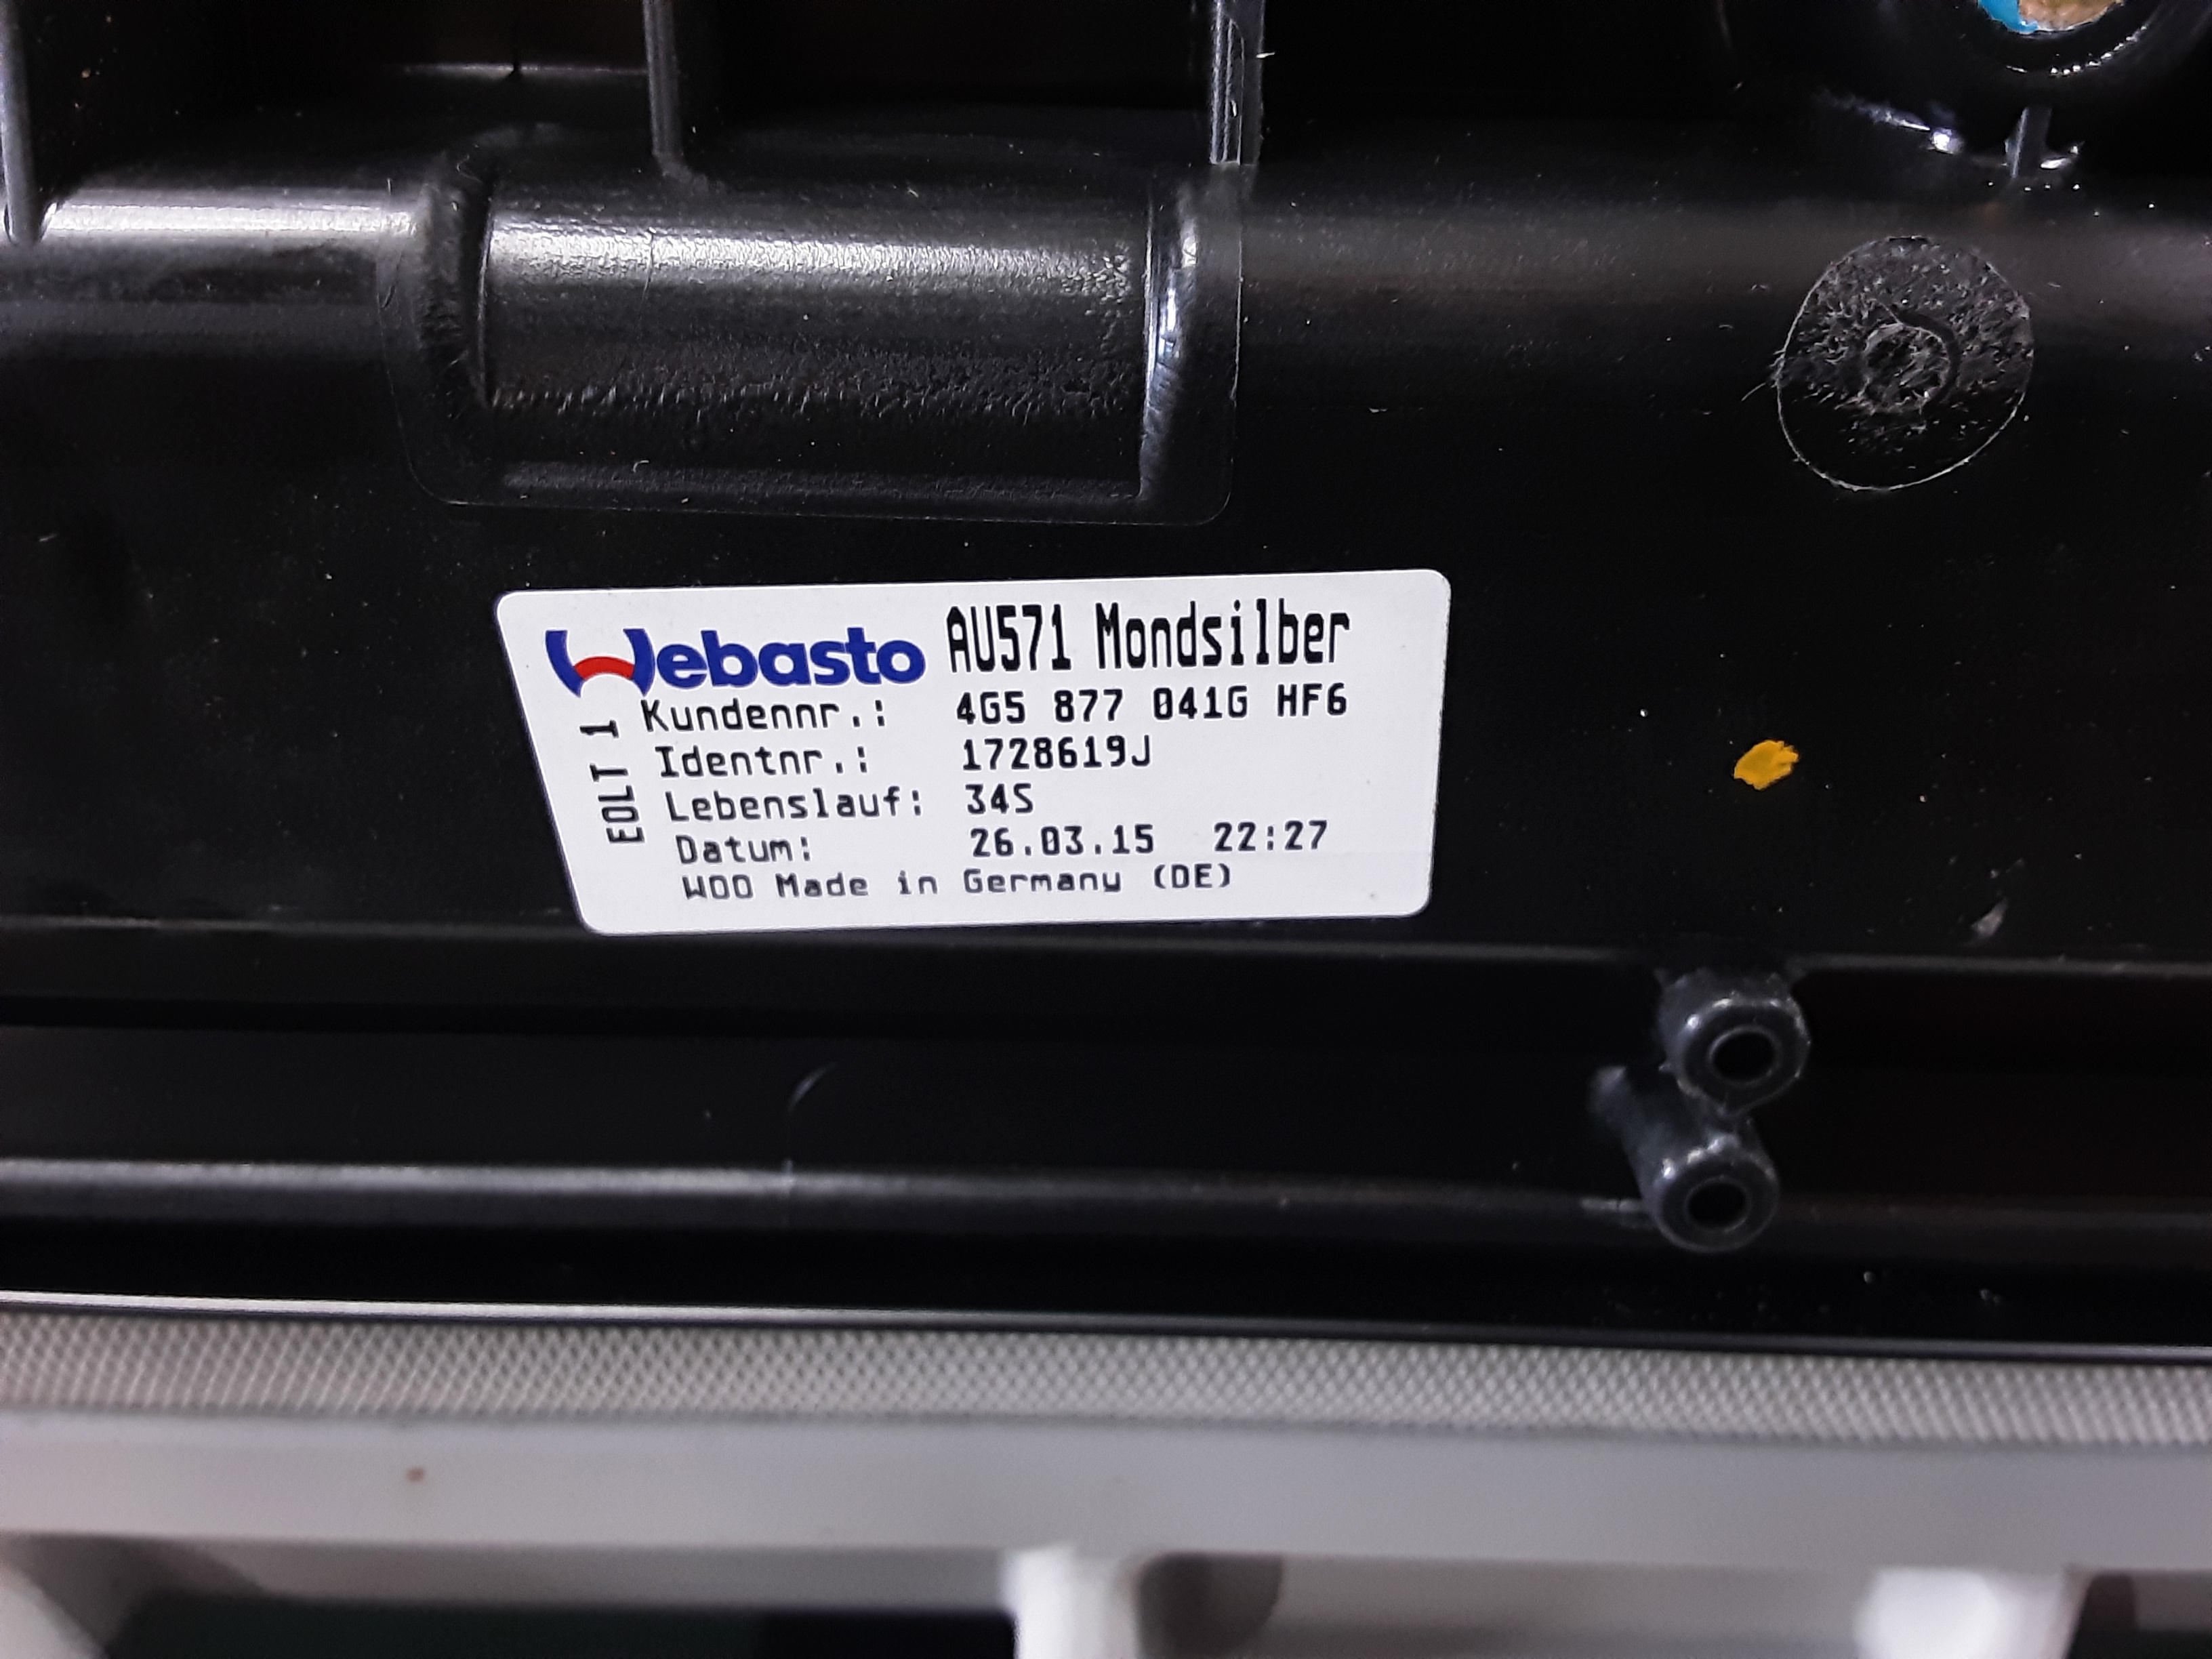 Webasto AU571 Mondsilber
Kundennr.: 4G5 877 041G HF6
Identnr.: 1728619J
Lebenslauf: 34S
Datum: 26.03.15 22:27
WOO Made in Germany (DE)
EOLT 1